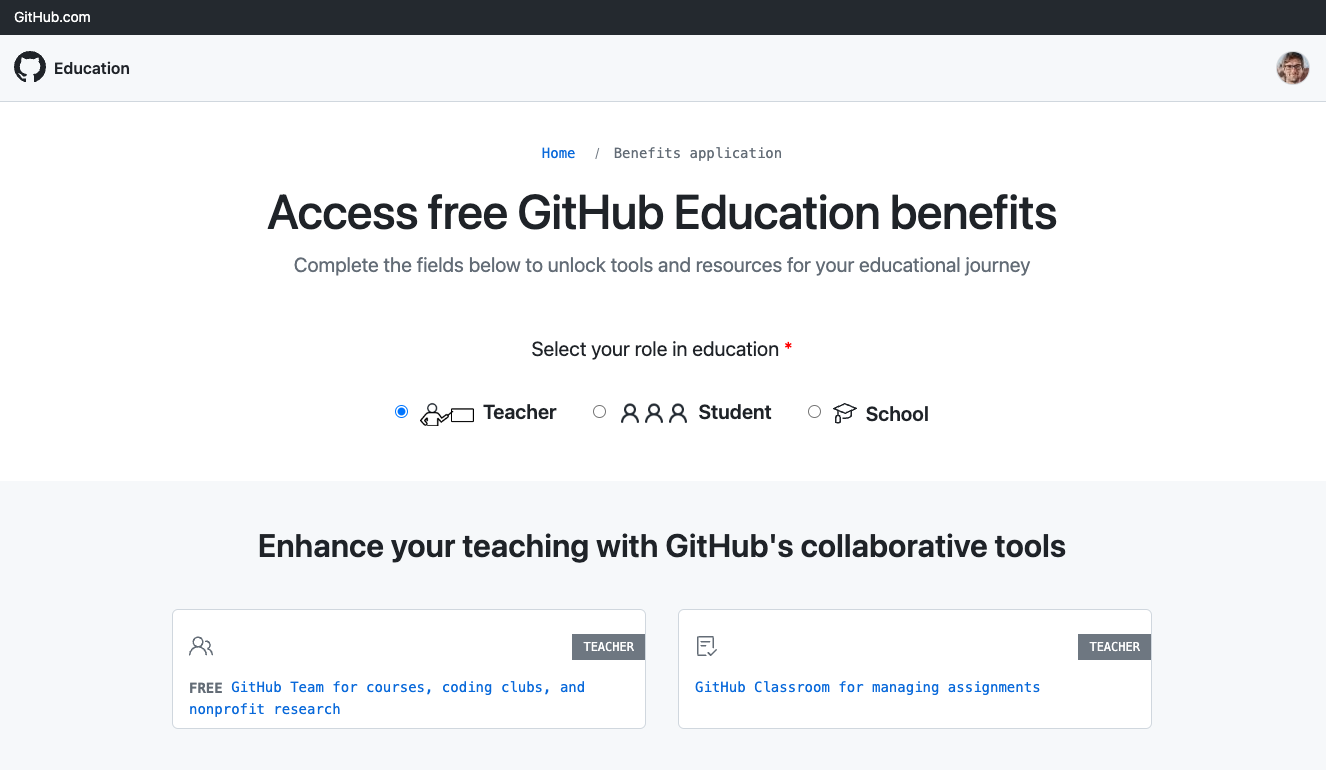 GitHub.com
Education
Home / Benefits application
Access free GitHub Education benefits
Complete the fields below to unlock tools and resources for your educational journey
Select your role in education *
Teacher Student School
Enhance your teaching with GitHub's collaborative tools
TEACHER
FREE GitHub Team for courses, coding clubs, and
nonprofit research
TEACHER
GitHub Classroom for managing assignments